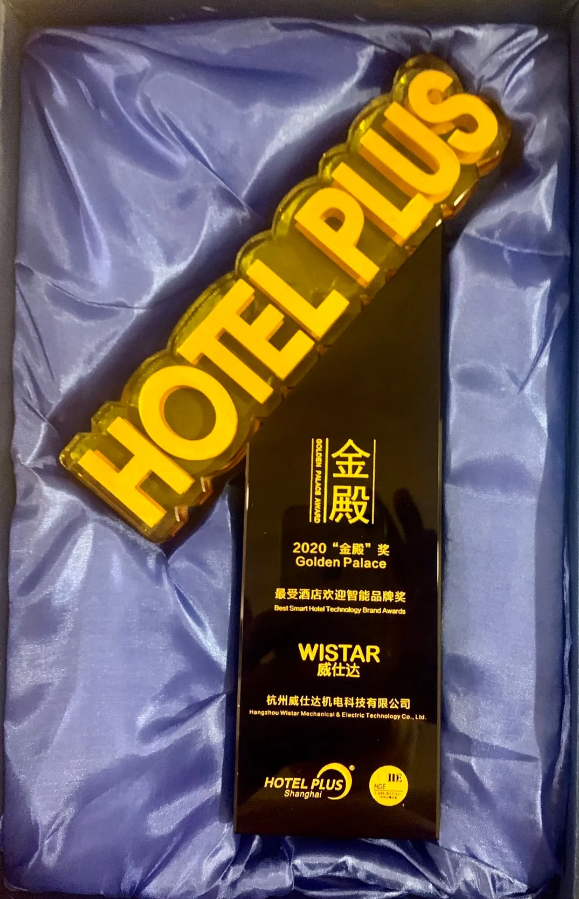 HOTEL PLUS
金殿
GOLDEN PALACE AWARD
2020“金殿”奖
Golden Palace
最受酒店欢迎智能品牌奖
Best Smart Hotel Technology Brand Awards
WISTAR
威仕达
杭州威仕达机电科技有限公司
Hangzhou Wistar Mechanical & Electric Technology Co., Ltd.
HOTEL PLUS®
Shanghai
HDE